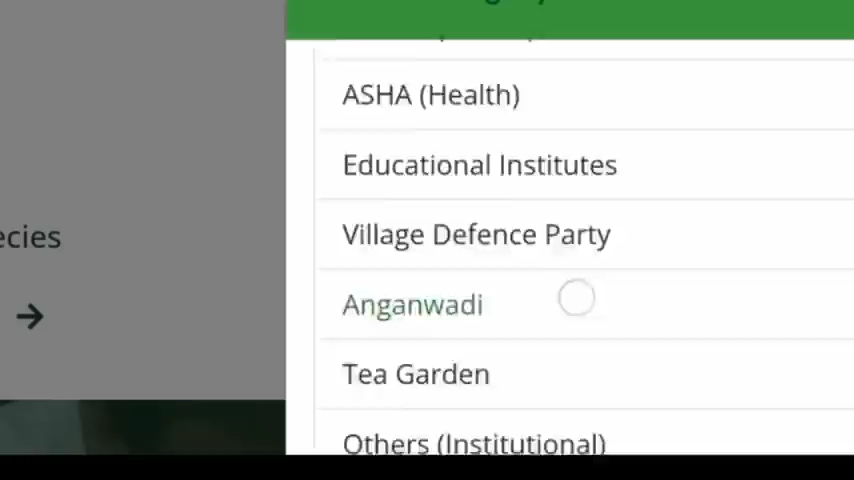 ASHA (Health)
Educational Institutes
ecies
Village Defence Party
Anganwadi
Tea Garden
Others (Institutional)